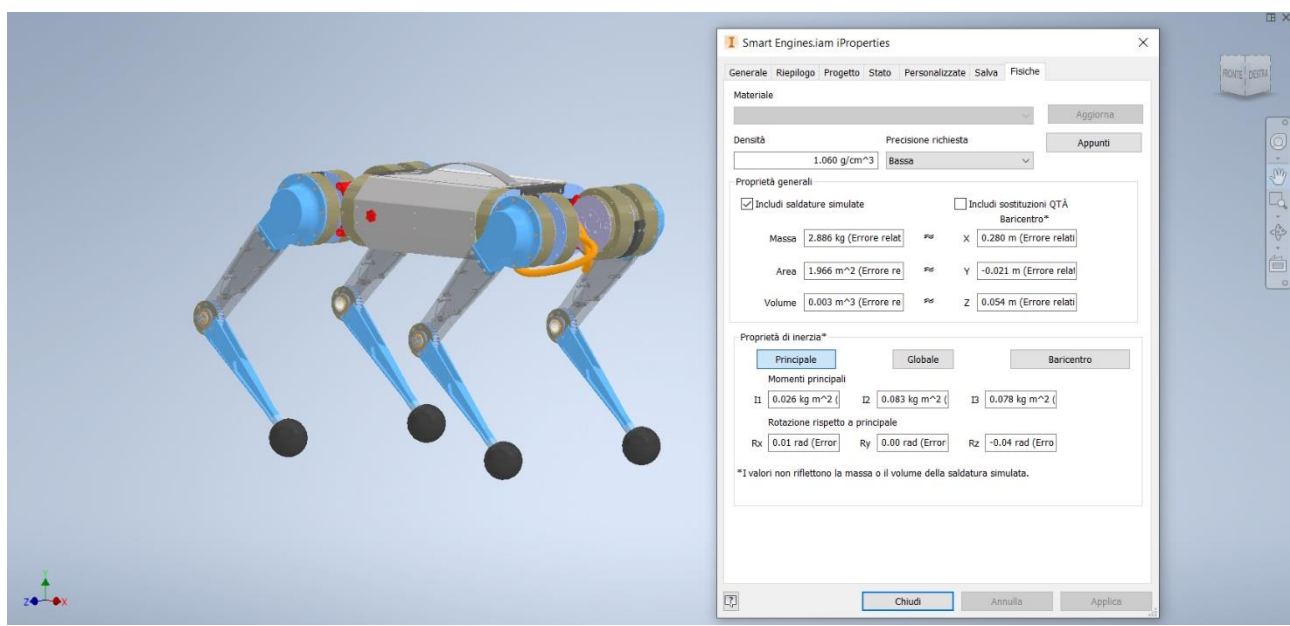 Smart Engines.iam iProperties
Generale Riepilogo Progetto Stato Personalizzate Salva Fisiche
Materiale
Aggiorna
Densità Precisione richiesta
1.060 g/cm^3 Bassa Appunti
Proprietà generali
Includi saldature simulate Includi sostituzioni QTÀ
Baricentro*
Massa 2.886 kg (Errore relat X 0.280 m (Errore relati
Area 1.966 m^2 (Errore re Y -0.021 m (Errore relat
Volume 0.003 m^3 (Errore re Z 0.054 m (Errore relati
Proprietà di inerzia*
Principale Globale Baricentro
Momenti principali
I1 0.026 kg m^2 ( I2 0.083 kg m^2 ( I3 0.078 kg m^2 (
Rotazione rispetto a principale
Rx 0.01 rad (Error Ry 0.00 rad (Error Rz -0.04 rad (Erro
*I valori non riflettono la massa o il volume della saldatura simulata.
Chiudi Annulla Applica
FRONTE DESTRA
Y
Z X